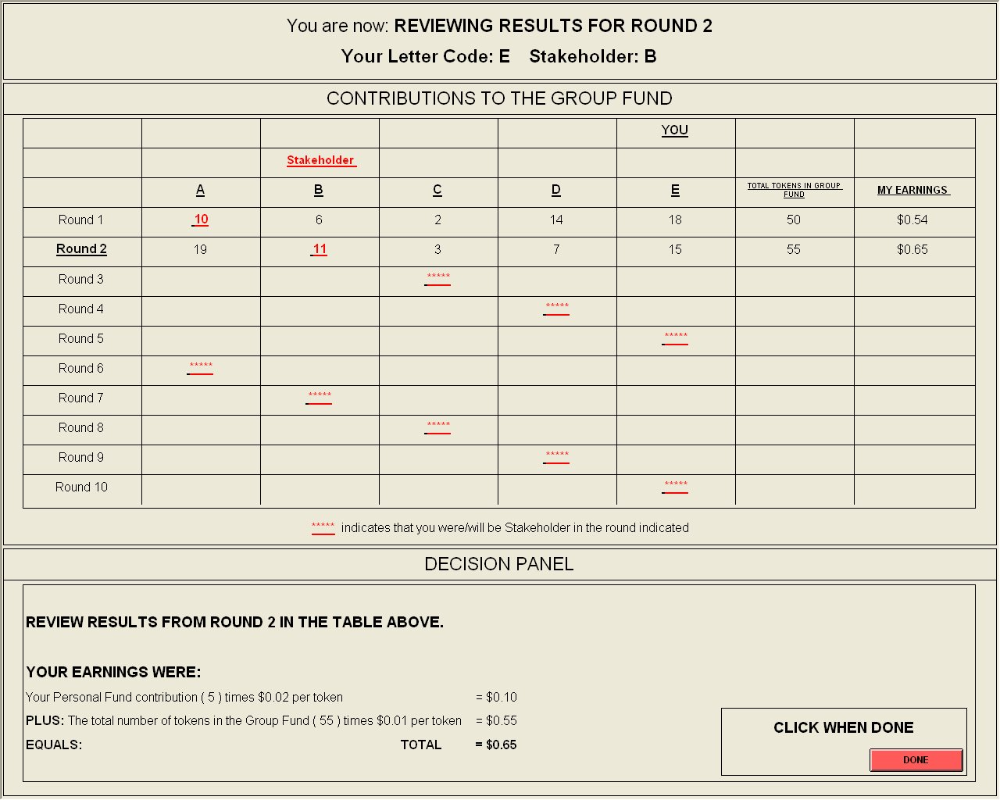 You are now: REVIEWING RESULTS FOR ROUND 2
Your Letter Code: E Stakeholder: B
CONTRIBUTIONS TO THE GROUP FUND
YOU
Stakeholder
A B C D E TOTAL TOKENS IN GROUP FUND MY EARNINGS
Round 1 10 6 2 14 18 50 $0.54
Round 2 19 11 3 7 15 55 $0.65
Round 3 *****
Round 4 *****
Round 5 *****
Round 6 *****
Round 7 *****
Round 8 *****
Round 9 *****
Round 10 *****
***** indicates that you were/will be Stakeholder in the round indicated
DECISION PANEL
REVIEW RESULTS FROM ROUND 2 IN THE TABLE ABOVE.
YOUR EARNINGS WERE:
Your Personal Fund contribution ( 5 ) times $0.02 per token = $0.10
PLUS: The total number of tokens in the Group Fund ( 55 ) times $0.01 per token = $0.55
EQUALS: TOTAL = $0.65
CLICK WHEN DONE
DONE